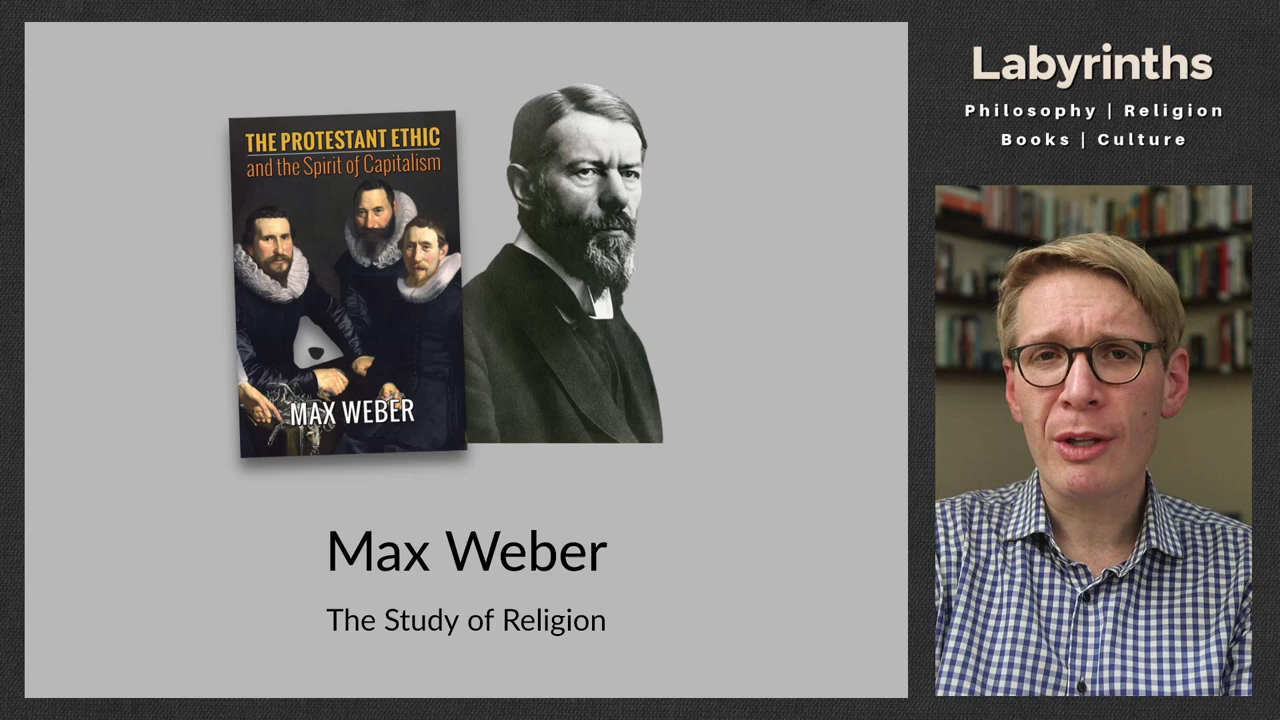 THE PROTESTANT ETHIC
and the Spirit of Capitalism
MAX WEBER
Max Weber
The Study of Religion
Labyrinths
Philosophy | Religion
Books | Culture